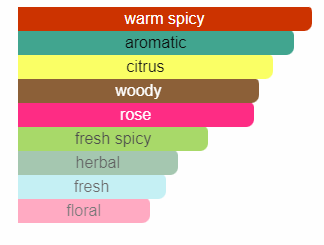 warm spicy
aromatic
citrus
woody
rose
fresh spicy
herbal
fresh
floral